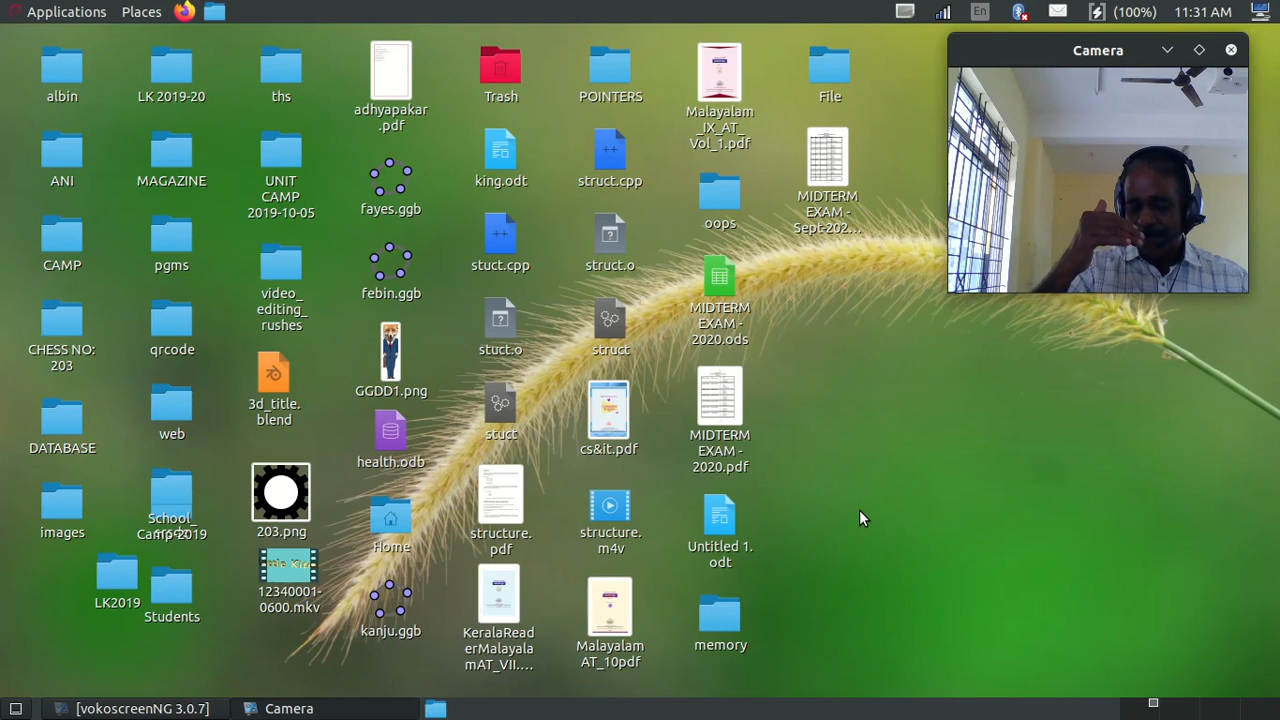 Applications Places
En
(100%)
11:31 AM
Camera
albin
LK 2019-20
ths
adhyapakar
.pdf
Trash
POINTERS
Malayalam
_IX_AT_
Vol_1.pdf
File
ANI
MAGAZINE
UNIT
CAMP
2019-10-05
fayes.ggb
king.odt
struct.cpp
oops
MIDTERM
EXAM -
Sept-202...
CAMP
pgms
video_
editing_
rushes
febin.ggb
stuct.cpp
struct.o
MIDTERM
EXAM -
2020.ods
CHESS NO:
203
qrcode
3d_title.
blend
GGDD1.png
stuct.o
struct
DATABASE
web
health.odb
stuct
cs&it.pdf
MIDTERM
EXAM -
2020.pdf
images
School_
Camp-2019
203.png
Home
structure.
pdf
structure.
m4v
Untitled 1.
odt
LK2019
Students
12340001-
0600.mkv
kanju.ggb
KeralaRead
erMalayala
mAT_VII....
Malayalam
AT_10pdf
memory
[vokoscreenNG 3.0.7]
Camera